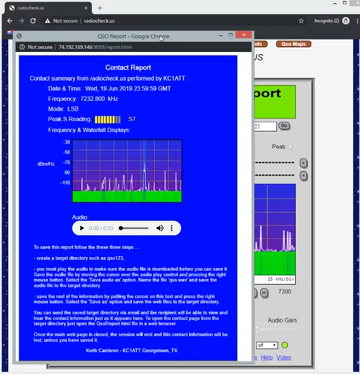 radiocheck.us
Not secure | radiocheck.us
Incognito (2)
QSO Report - Google Chrome
Not secure | 74.192.169.146:9009/report.html
Qso Maps
Contact Report
Contact summary from radiocheck.us performed by KC1ATT :
Date & Time: Wed, 19 Jun 2019 23:59:59 GMT
Frequency: 7232.800 KHz
Mode: LSB
Peak S Reading: S7
Frequency & Waterfall Displays:
Go
Peak
-30
-50
-70
-90
-110
dBm/Hz
Audio:
0:00 / 6:03
To save this report follow the these three steps ...
- create a target directory such as qso123.
- you must play the audio to make sure the audio file is downloaded before you can save it.
Save the audio file by moving the cursor over the audio play control and pressing the right
mouse button. Select the 'Save audio as' option. Name the file 'qso.wav' and save the
audio file to the target directory.
- save the rest of the information by putting the cursor on this text and press the right
mouse button. Select the 'Save as' option and save the web files to the target directory.
You can send the saved target directory via email and the recipient will be able to view and
hear the contact information just as it appears here. To open the contact page from the
target directory just open the QsoReport.html file in a web browser.
Once the main web page is closed, the session will end and this contact information will be
lost, unless you have saved it.
Keith Cambron - KC1ATT Georgetown, TX
7300
Audio Gain
off
Help Video